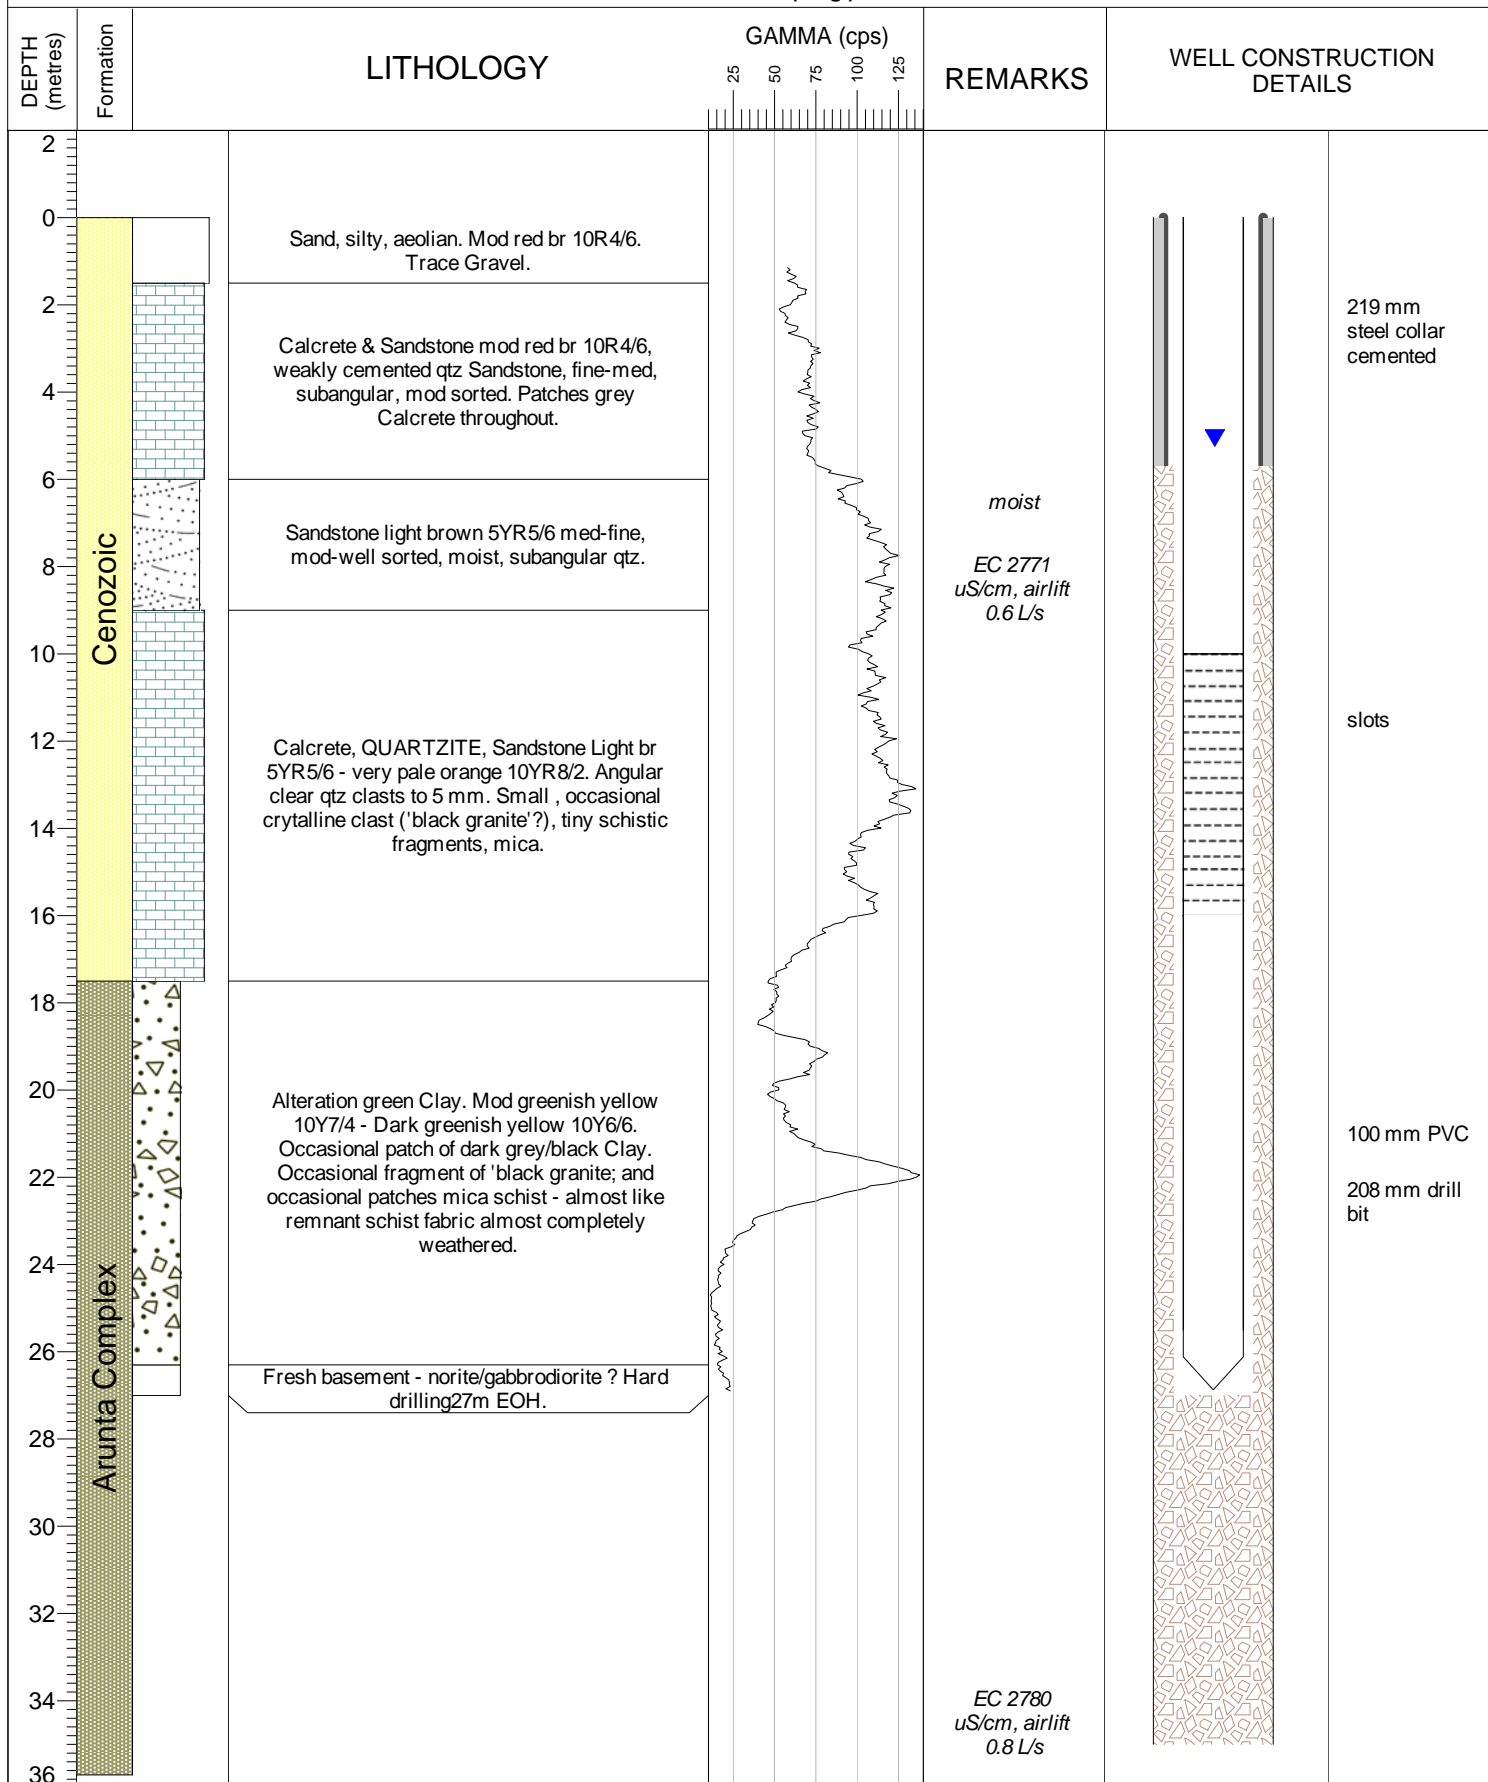 DEPTH
(metres)
Formation
LITHOLOGY
GAMMA (cps)
25 50 75 100 125
REMARKS
WELL CONSTRUCTION
DETAILS
2
0
2
4
6
8
10
12
14
16
18
20
22
24
26
28
30
32
34
36
Cenozoic
Arunta Complex
Sand, silty, aeolian. Mod red br 10R4/6.
Trace Gravel.
Calcrete & Sandstone mod red br 10R4/6,
weakly cemented qtz Sandstone, fine-med,
subangular, mod sorted. Patches grey
Calcrete throughout.
Sandstone light brown 5YR5/6 med-fine,
mod-well sorted, moist, subangular qtz.
Calcrete, QUARTZITE, Sandstone Light br
5YR5/6 - very pale orange 10YR8/2. Angular
clear qtz clasts to 5 mm. Small , occasional
crytalline clast ('black granite'?), tiny schistic
fragments, mica.
Alteration green Clay. Mod greenish yellow
10Y7/4 - Dark greenish yellow 10Y6/6.
Occasional patch of dark grey/black Clay.
Occasional fragment of 'black granite; and
occasional patches mica schist - almost like
remnant schist fabric almost completely
weathered.
Fresh basement - norite/gabbrodiorite ? Hard
drilling27m EOH.
moist
EC 2771
uS/cm, airlift
0.6 L/s
EC 2780
uS/cm, airlift
0.8 L/s
219 mm
steel collar
cemented
slots
100 mm PVC
208 mm drill
bit